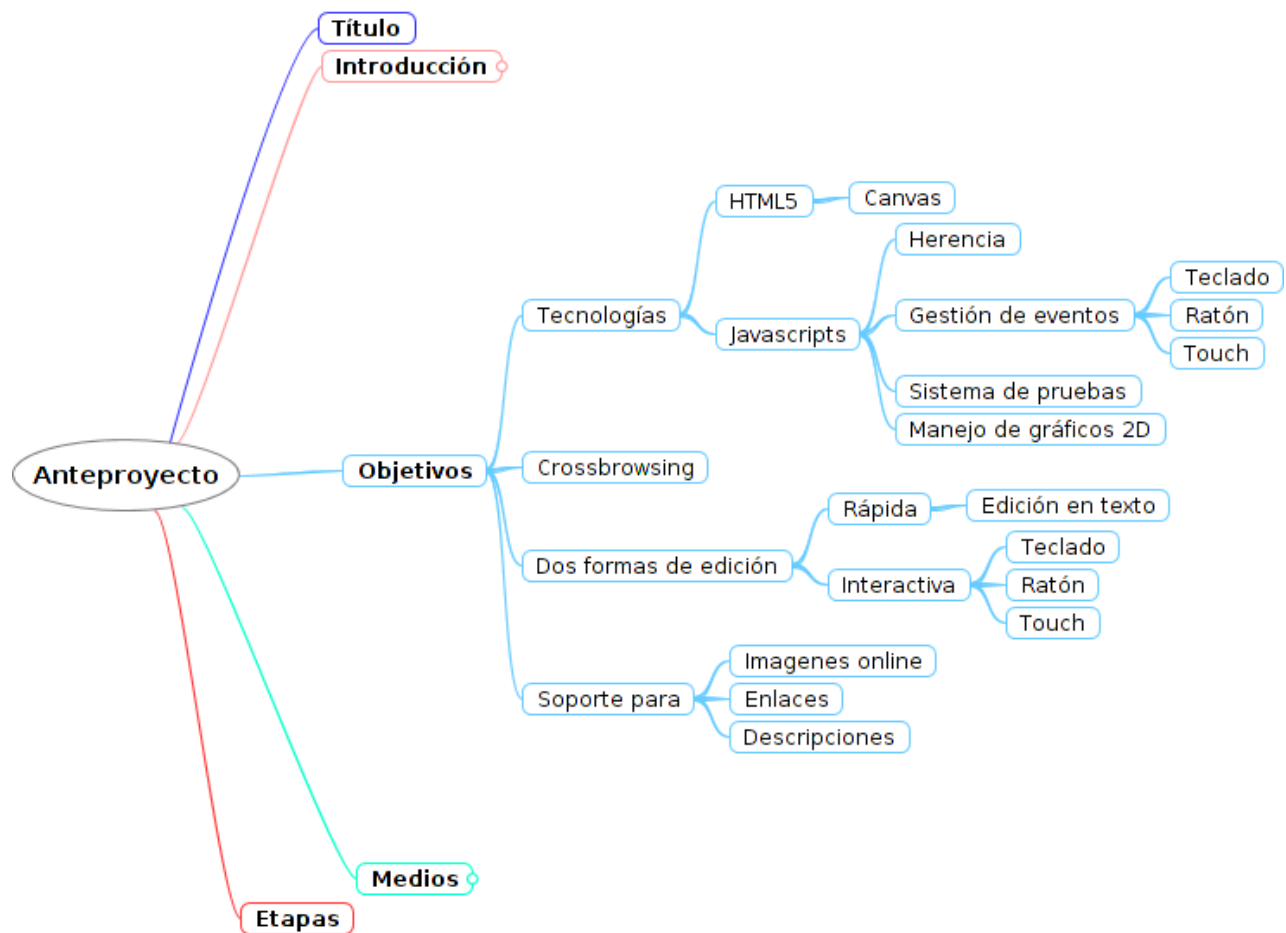 Título
Introducción
HTML5
Canvas
Herencia
Teclado
Tecnologías
Gestión de eventos
Ratón
Javascripts
Touch
Sistema de pruebas
Manejo de gráficos 2D
Anteproyecto
Objetivos
Crossbrowsing
Rápida
Edición en texto
Dos formas de edición
Teclado
Interactiva
Ratón
Touch
Imagenes online
Soporte para
Enlaces
Descripciones
Medios
Etapas